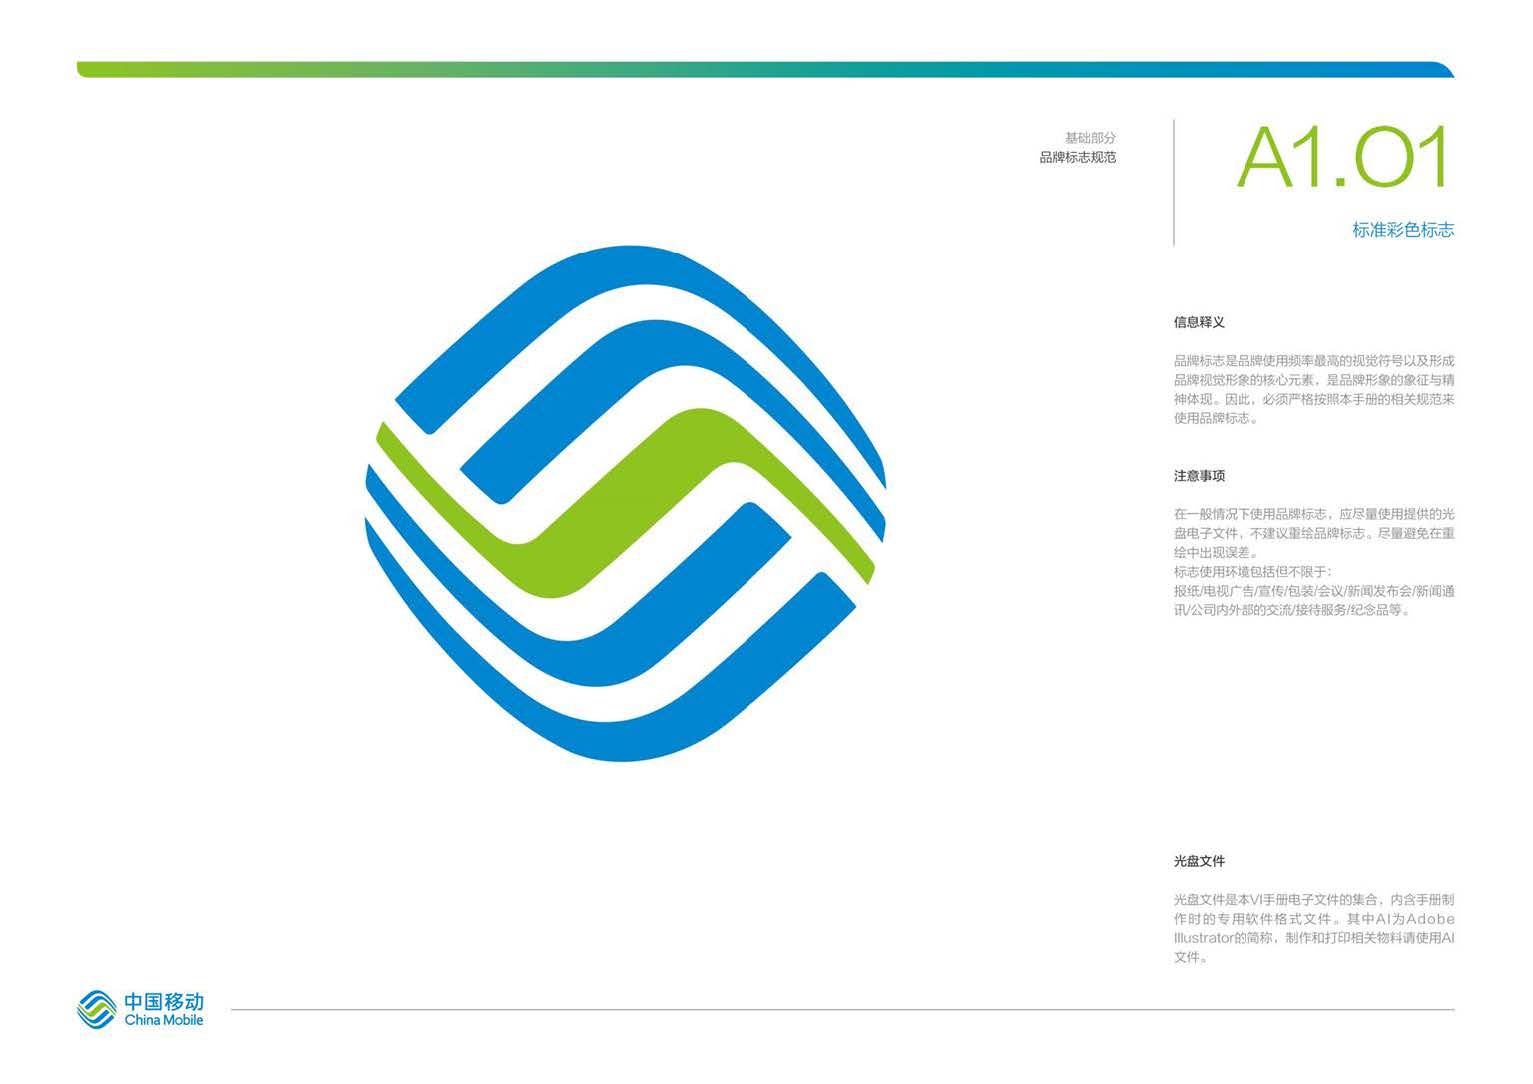 基础部分
品牌标志规范
A1.01
标准彩色标志
信息释义
品牌标志是品牌使用频率最高的视觉符号以及形成
品牌视觉形象的核心元素，是品牌形象的象征与精
神体现。因此，必须严格按照本手册的相关规范来
使用品牌标志。
注意事项
在一般情况下使用品牌标志，应尽量使用提供的光
盘电子文件，不建议重绘品牌标志。尽量避免在重
绘中出现误差。
标志使用环境包括但不限于：
报纸/电视广告/宣传/包装/会议/新闻发布会/新闻通
讯/公司内外部的交流/接待服务/纪念品等。
光盘文件
光盘文件是本VI手册电子文件的集合，内含手册制
作时的专用软件格式文件。其中AI为Adobe
Illustrator的简称，制作和打印相关物料请使用AI
文件。
中国移动
China Mobile